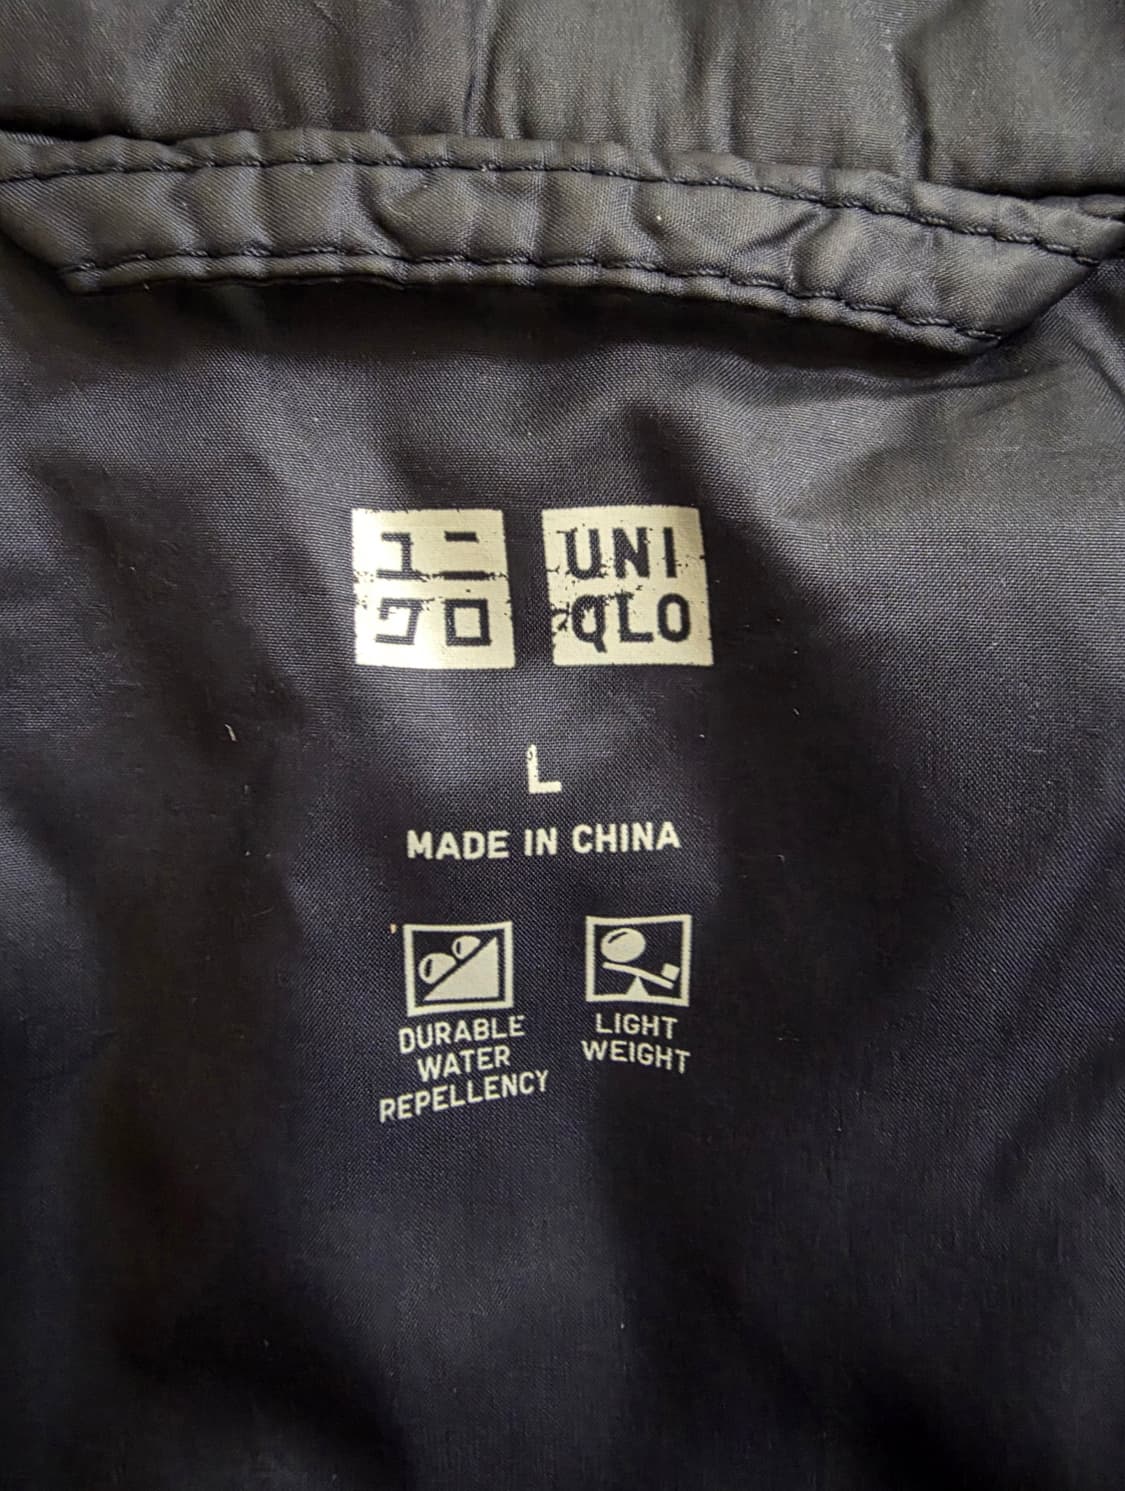 ユニ
クロ
UNI
QLO
L
MADE IN CHINA
DURABLE
WATER
REPELLENCY
LIGHT
WEIGHT